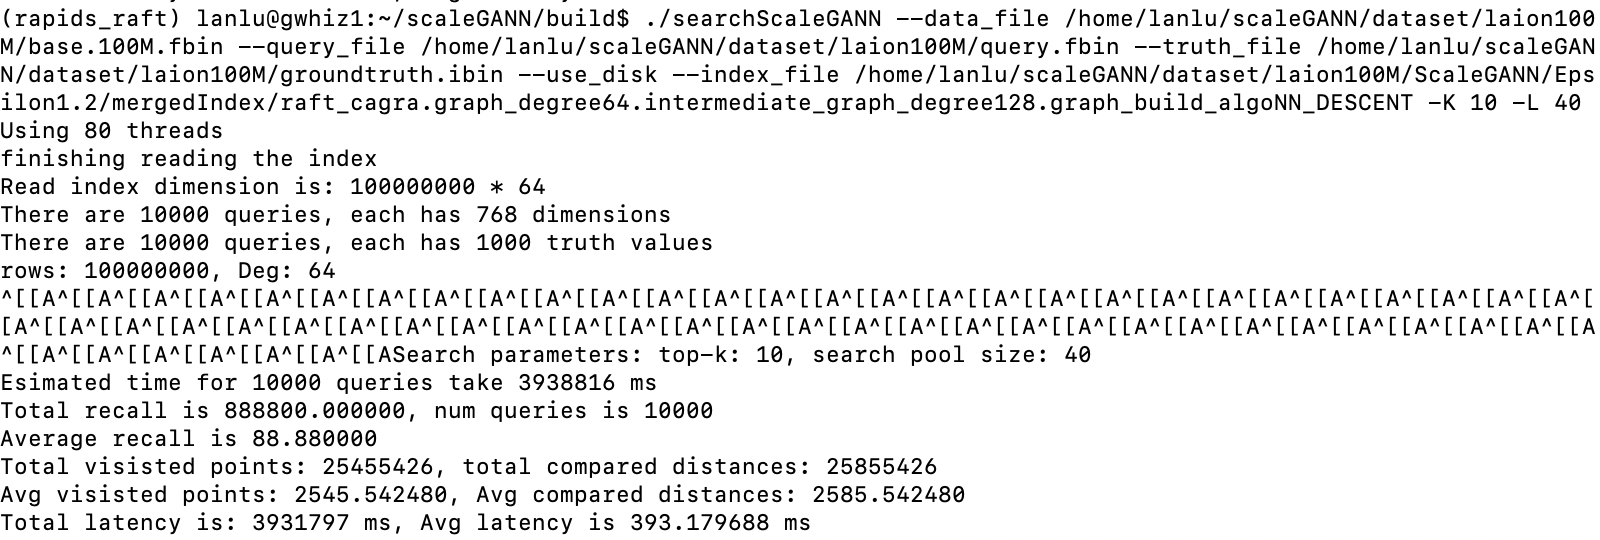 (rapids_raft) lanlu@gwhiz1:~/scaleGANN/build$ ./searchScaleGANN --data_file /home/lanlu/scaleGANN/dataset/laion100
M/base.100M.fbin --query_file /home/lanlu/scaleGANN/dataset/laion100M/query.fbin --truth_file /home/lanlu/scaleGAN
N/dataset/laion100M/groundtruth.ibin --use_disk --index_file /home/lanlu/scaleGANN/dataset/laion100M/ScaleGANN/Eps
ilon1.2/mergedIndex/raft_cagra.graph_degree64.intermediate_graph_degree128.graph_build_algoNN_DESCENT -K 10 -L 40
Using 80 threads
finishing reading the index
Read index dimension is: 100000000 * 64
There are 10000 queries, each has 768 dimensions
There are 10000 queries, each has 1000 truth values
rows: 100000000, Deg: 64
^[[A^[[A^[[A^[[A^[[A^[[A^[[A^[[A^[[A^[[A^[[A^[[A^[[A^[[A^[[A^[[A^[[A^[[A^[[A^[[A^[[A^[[A^[[A^[[A^[[A^[[A^[[A^[[A^[
[A^[[A^[[A^[[A^[[A^[[A^[[A^[[A^[[A^[[A^[[A^[[A^[[A^[[A^[[A^[[A^[[A^[[A^[[A^[[A^[[A^[[A^[[A^[[A^[[A^[[A^[[A^[[A^[[A
^[[A^[[A^[[A^[[A^[[A^[[A^[[ASearch parameters: top-k: 10, search pool size: 40
Esimated time for 10000 queries take 3938816 ms
Total recall is 888800.000000, num queries is 10000
Average recall is 88.880000
Total visisted points: 25455426, total compared distances: 25855426
Avg visisted points: 2545.542480, Avg compared distances: 2585.542480
Total latency is: 3931797 ms, Avg latency is 393.179688 ms